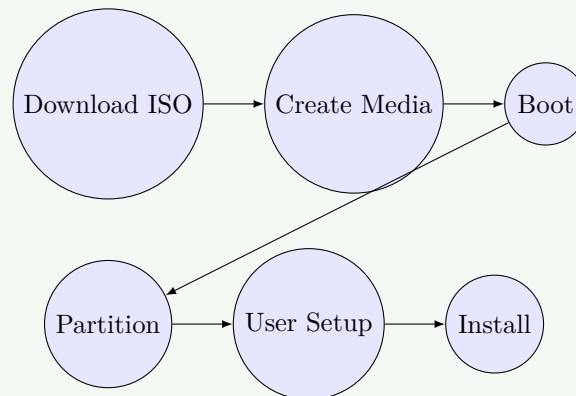 Download ISO
Create Media
Boot
Partition
User Setup
Install